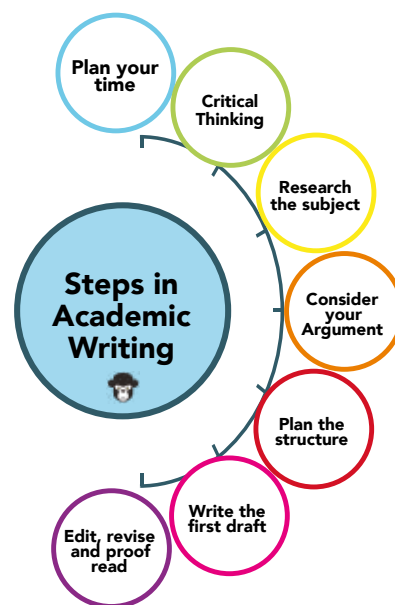 Plan your
time
Critical
Thinking
Research
the subject
Steps in
Academic
Writing
Consider
your
Argument
Plan the
structure
Write the
first draft
Edit, revise
and proof
read